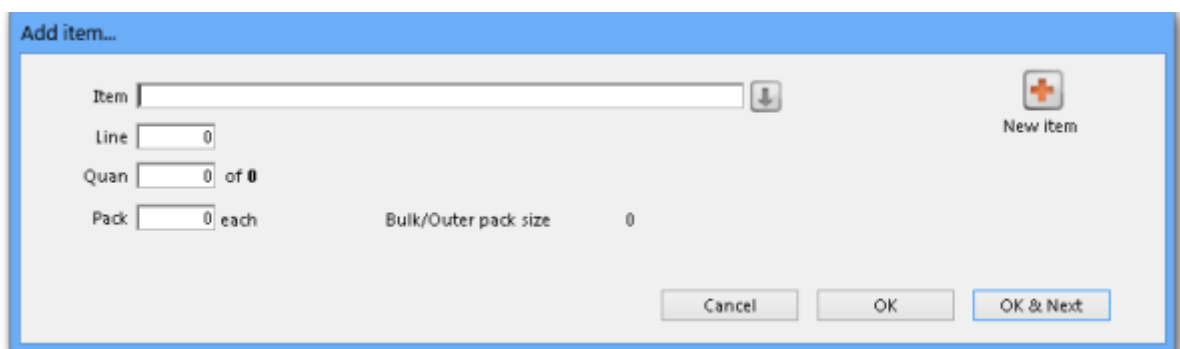 Add item...
Item
New item
Line 0
Quan 0 of 0
Pack 0 each Bulk/Outer pack size 0
Cancel OK OK & Next